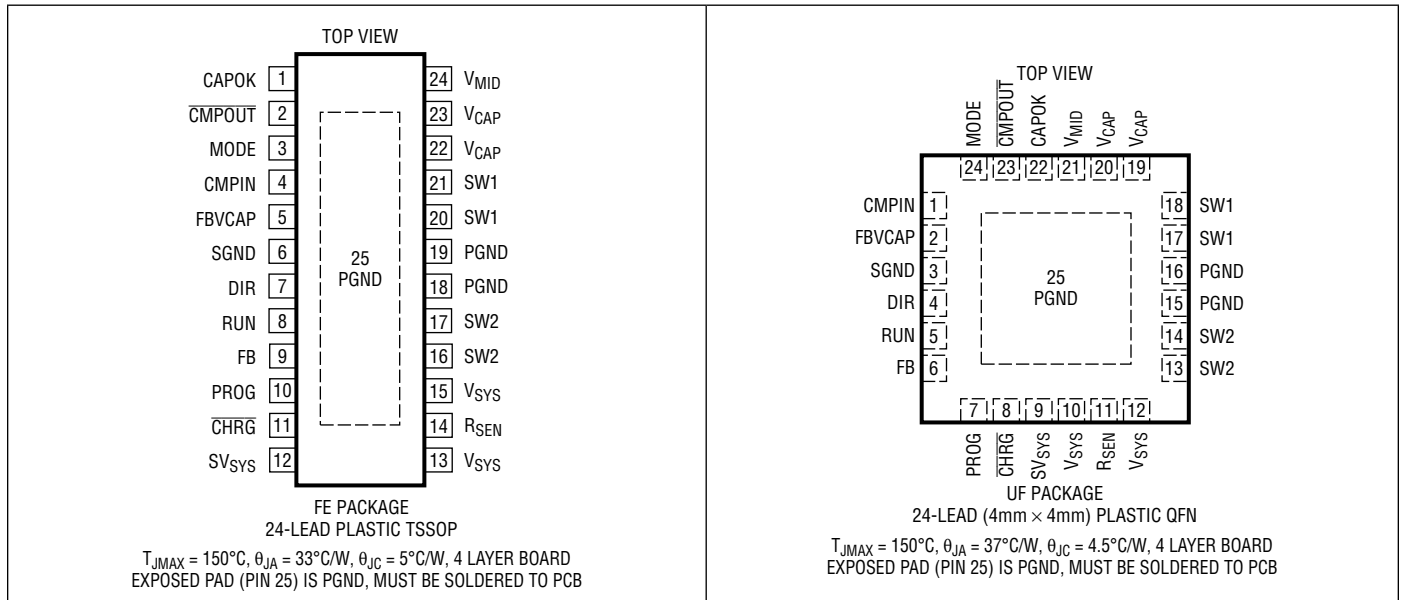 TOP VIEW
CAPOK 1
CMPOUT 2
MODE 3
CMPIN 4
FBVCAP 5
SGND 6
DIR 7
RUN 8
FB 9
PROG 10
CHRG 11
SVSYS 12
25
PGND
24 VMID
23 VCAP
22 VCAP
21 SW1
20 SW1
19 PGND
18 PGND
17 SW2
16 SW2
15 VSYS
14 RSEN
13 VSYS
FE PACKAGE
24-LEAD PLASTIC TSSOP
TJMAX = 150°C, θJA = 33°C/W, θJC = 5°C/W, 4 LAYER BOARD
EXPOSED PAD (PIN 25) IS PGND, MUST BE SOLDERED TO PCB
TOP VIEW
MODE CMPOUT CAPOK VMID VCAP VCAP
24 23 22 21 20 19
CMPIN 1
FBVCAP 2
SGND 3
DIR 4
RUN 5
FB 6
25
PGND
18 SW1
17 SW1
16 PGND
15 PGND
14 SW2
13 SW2
7 8 9 10 11 12
PROG CHRG SVSYS VSYS RSEN VSYS
UF PACKAGE
24-LEAD (4mm × 4mm) PLASTIC QFN
TJMAX = 150°C, θJA = 37°C/W, θJC = 4.5°C/W, 4 LAYER BOARD
EXPOSED PAD (PIN 25) IS PGND, MUST BE SOLDERED TO PCB